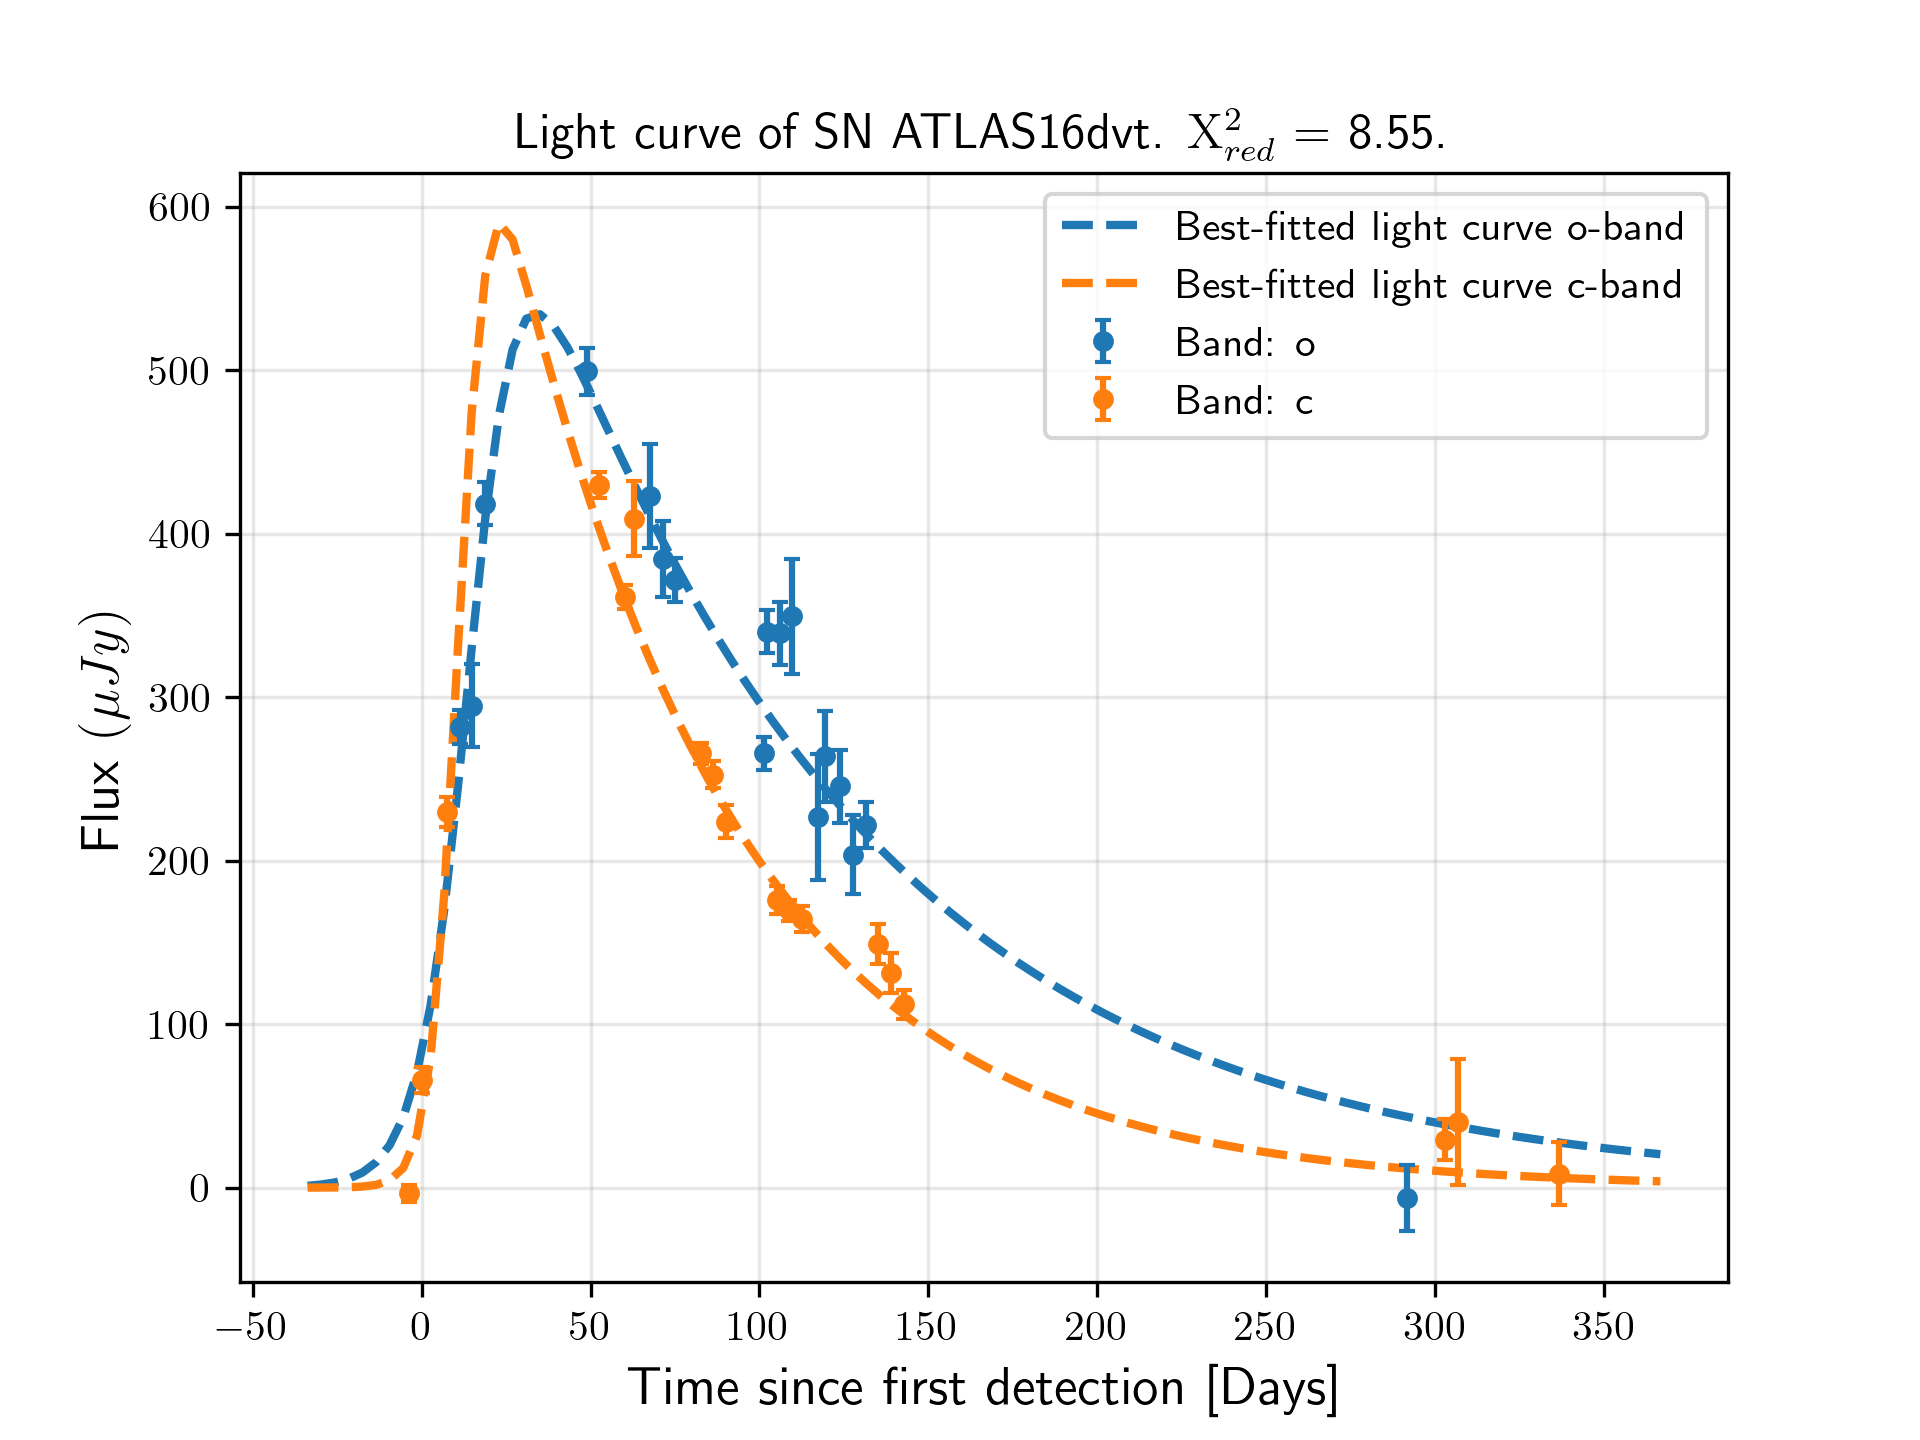 Light curve of SN ATLAS16dvt. X²_red = 8.55.
Best-fitted light curve o-band
Best-fitted light curve c-band
Band: o
Band: c
Flux (μJy)
600
500
400
300
200
100
0
−50 0 50 100 150 200 250 300 350
Time since first detection [Days]